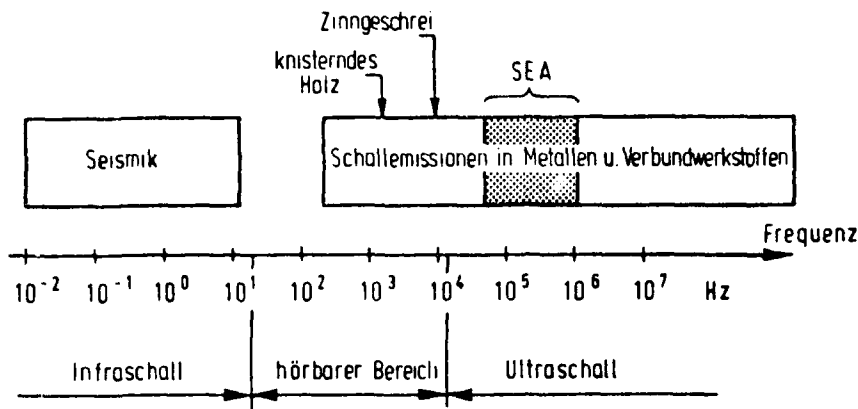 Zinngeschrei
knisterndes
Holz
SEA
Seismik
Schallemissionen in Metallen u. Verbundwerkstoffen
Frequenz
10⁻² 10⁻¹ 10⁰ 10¹ 10² 10³ 10⁴ 10⁵ 10⁶ 10⁷ Hz
Infraschall hörbarer Bereich Ultraschall